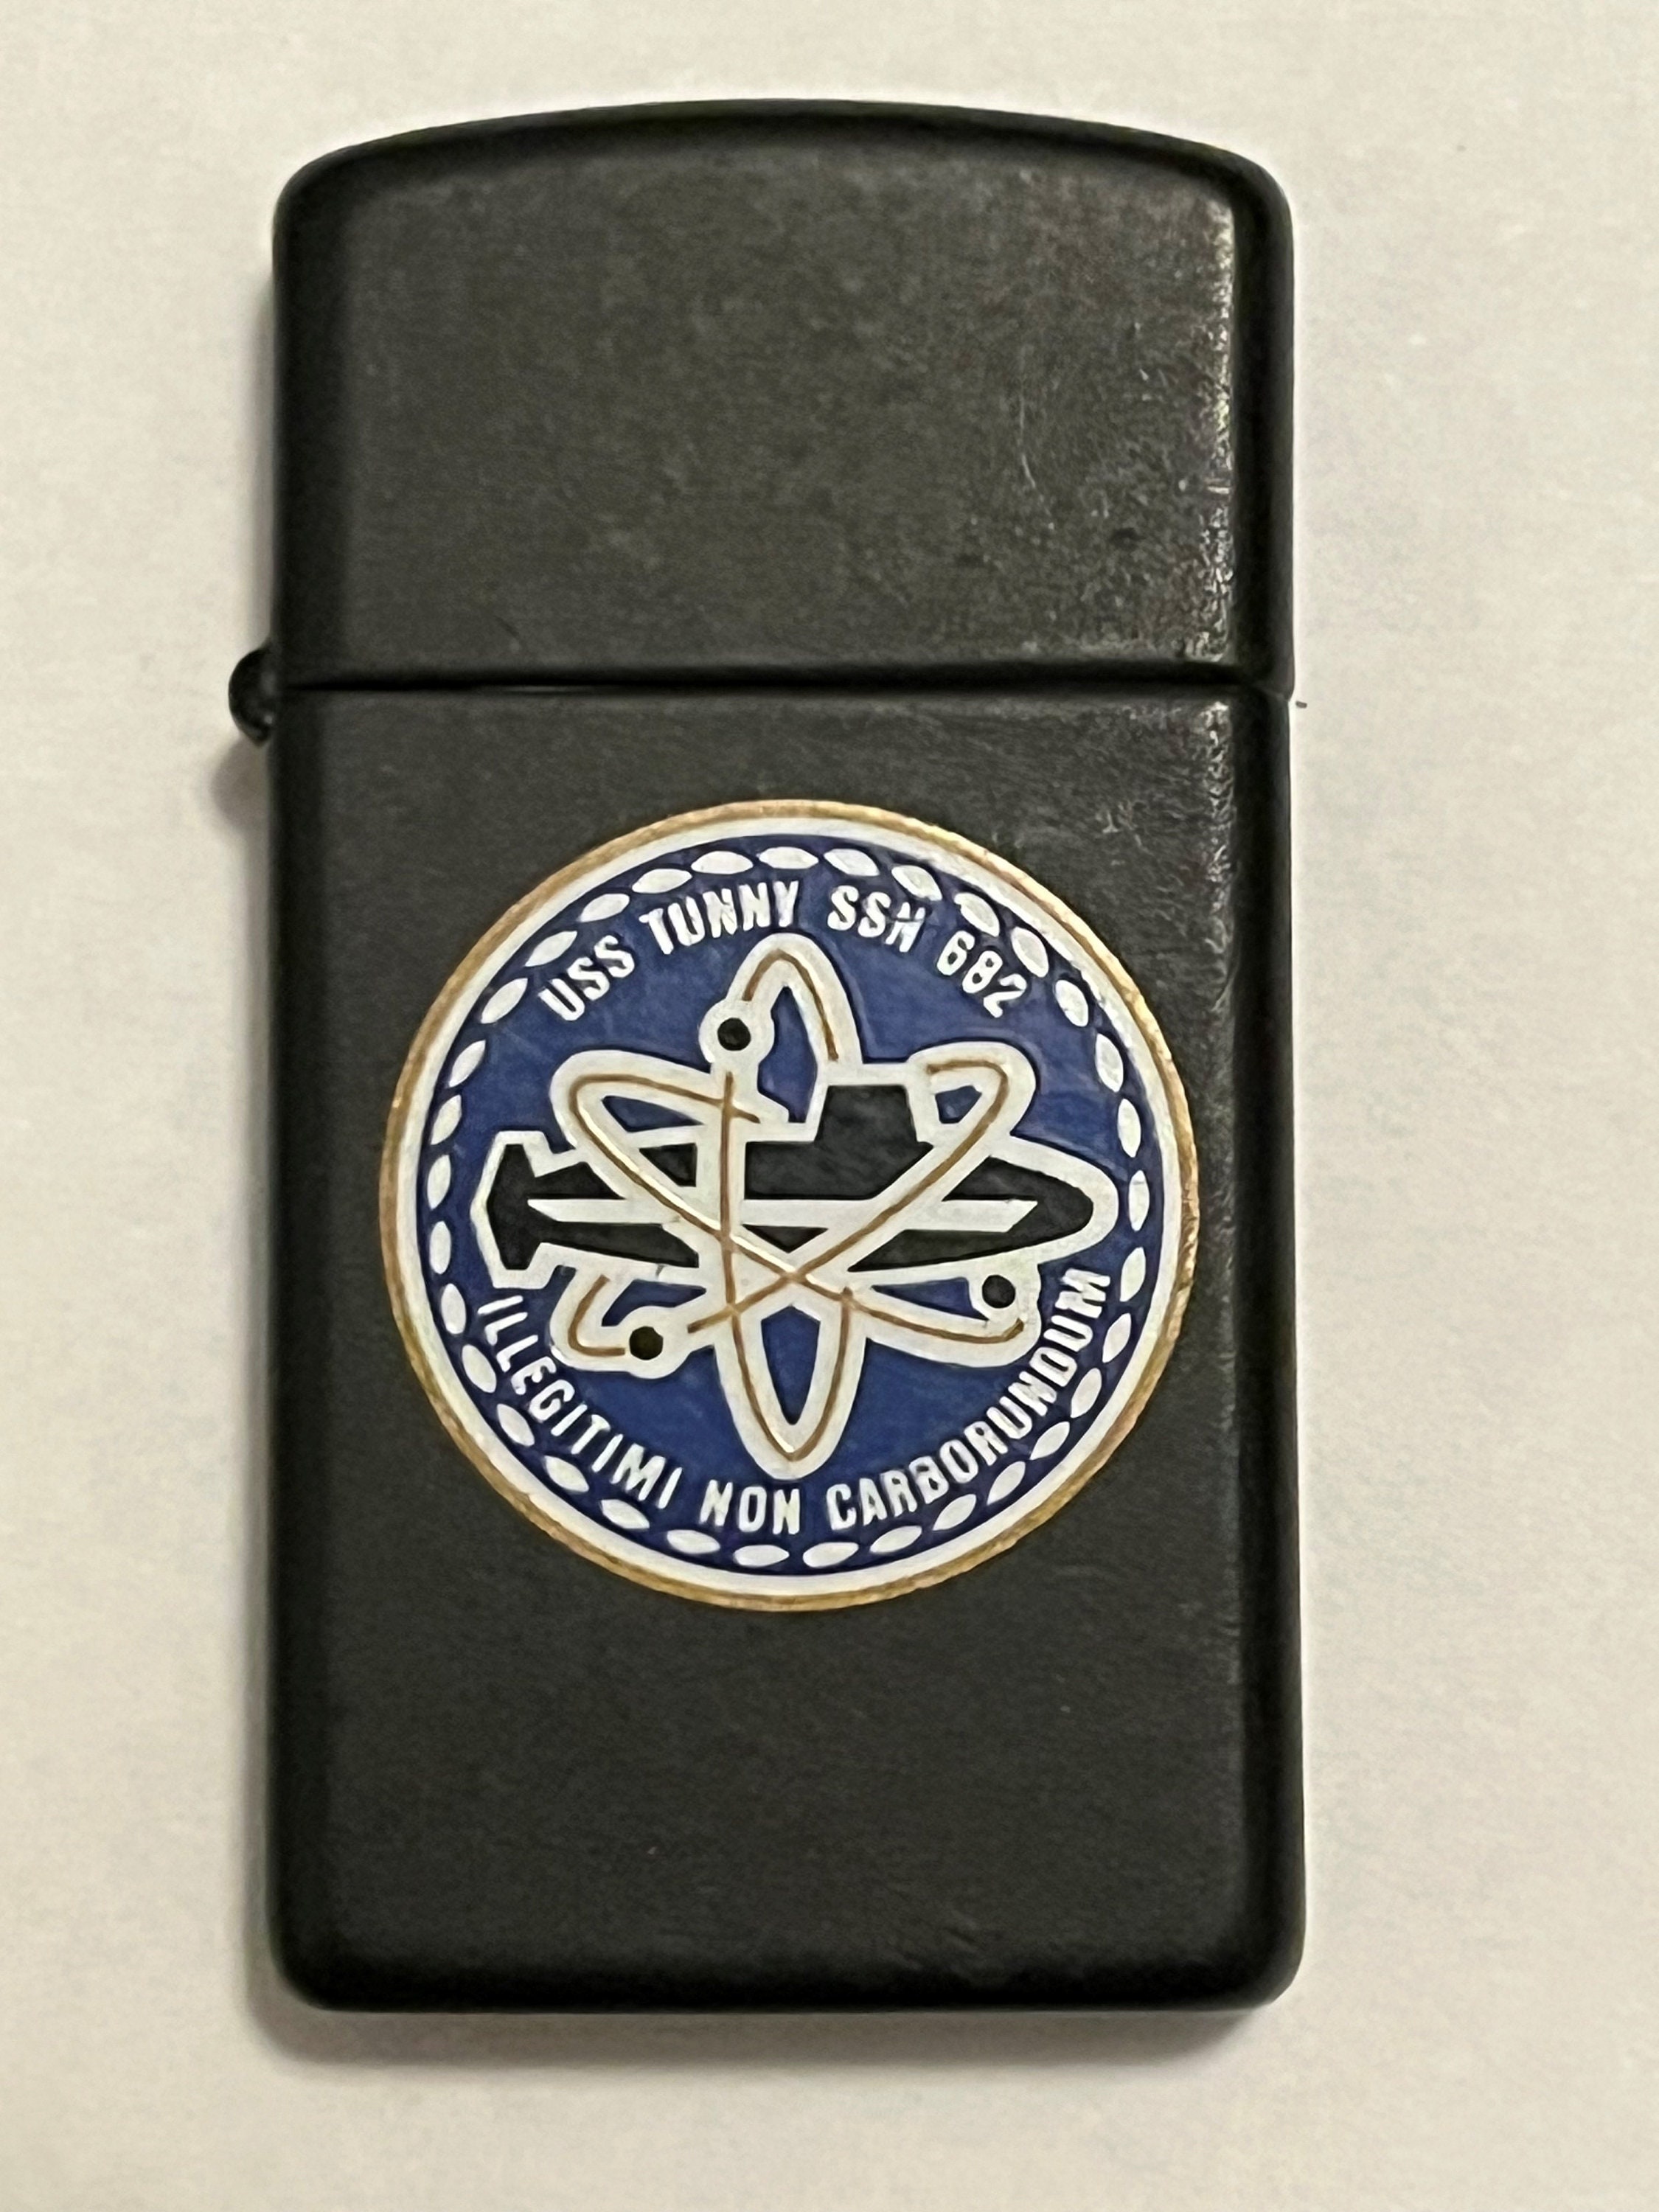 USS TUNNY SSN 682
ILLEGITIMI NON CARBORUNDUM